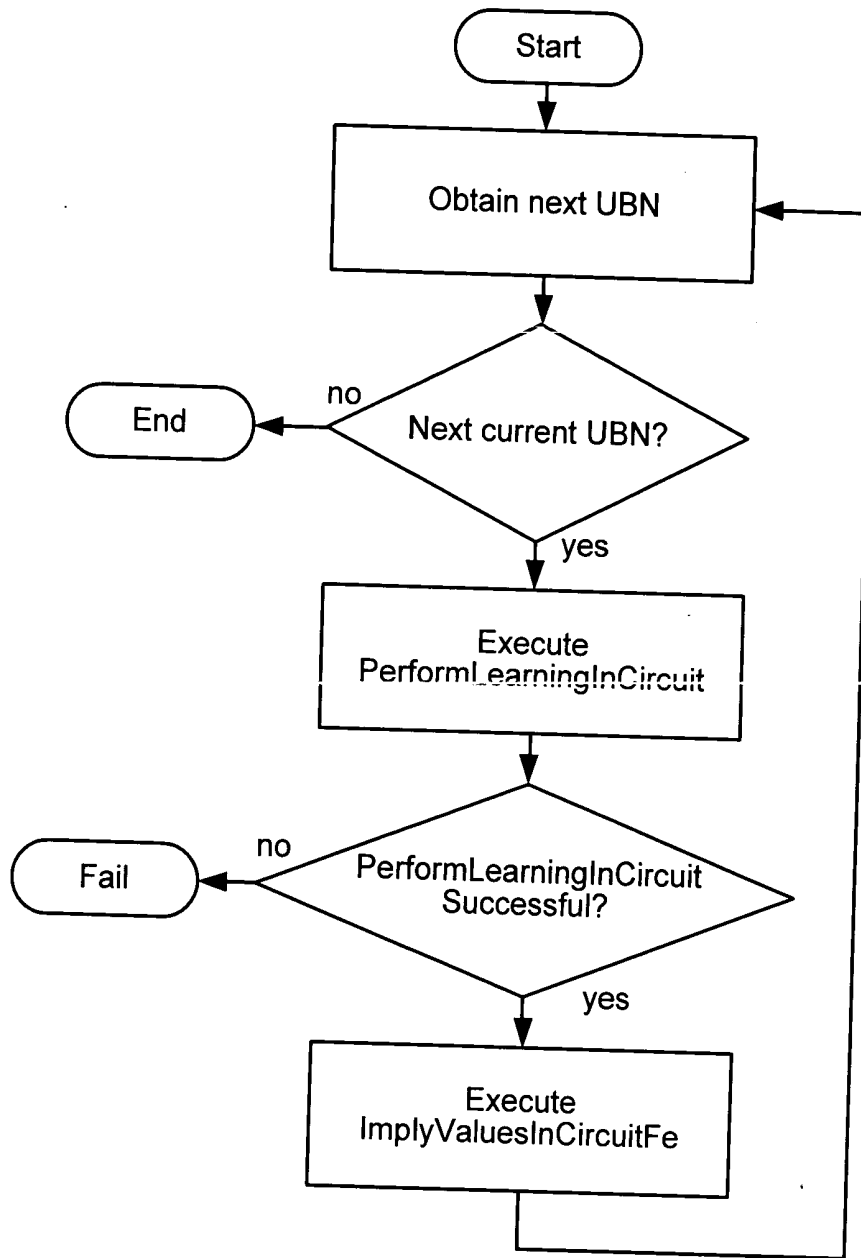 Start
Obtain next UBN
no
End
Next current UBN?
yes
Execute
PerformLearningInCircuit
no
Fail
PerformLearningInCircuit
Successful?
yes
Execute
ImplyValuesInCircuitFe